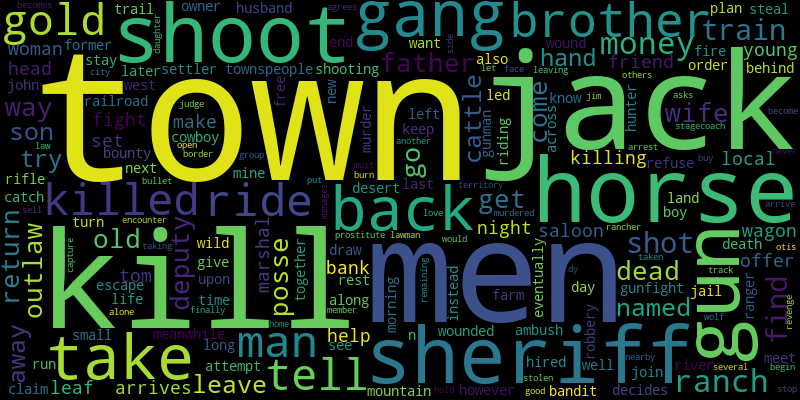 becomes
agrees
gold
trail
owner
husband
gang
brother
plan
steal
woman
former
shoot
daughter
end
want
side
money
train
young
stay
city
later
settler
townspeople
shooting
father
also
hand
wound
fire
order
behind
head
town
jack
friend
let
face
leaving
john
railroad
west
free
new
difference
way
judge
left
led
come
across
know
jim
asks
others
become
fight
make
cowboy
murder
keep
cattle
gunman
riding
hunter
wife
stagecoach
son
set
law
open
border
group
another
go
arrest
never
try
bounty
mine
must
last
killing
refuse
buy
local
rifle
next
bullet
put
desert
burn
territory
land
catch
killed
ride
back
get
horse
boy
sell
encounter
manages
love
murdered
rancher
arrive
return
turn
taking
prostitute
lawman
would
night
saloon
wagon
outlaw
old
deputy
wild
marshal
draw
men
shot
death
otis
capture
kill
give
posse
together
bank
morning
remaining
instead
eventually
day
dead
offer
gun
find
tom
escape
upon
rest
farm
dy
taken
gunfight
jail
track
ranger
revenge
away
alone
life
time
finally
along
member
named
wolf
small
meanwhile
man
help
wounded
ambush
robbery
sheriff
nearby
river
several
meet
run
take
long
see
n
hired
well
join
ranch
begin
claim
leaf
arrives
leave
attempt
home
tell
mountain
hold
however
stolen
good
bandit
decides
stop